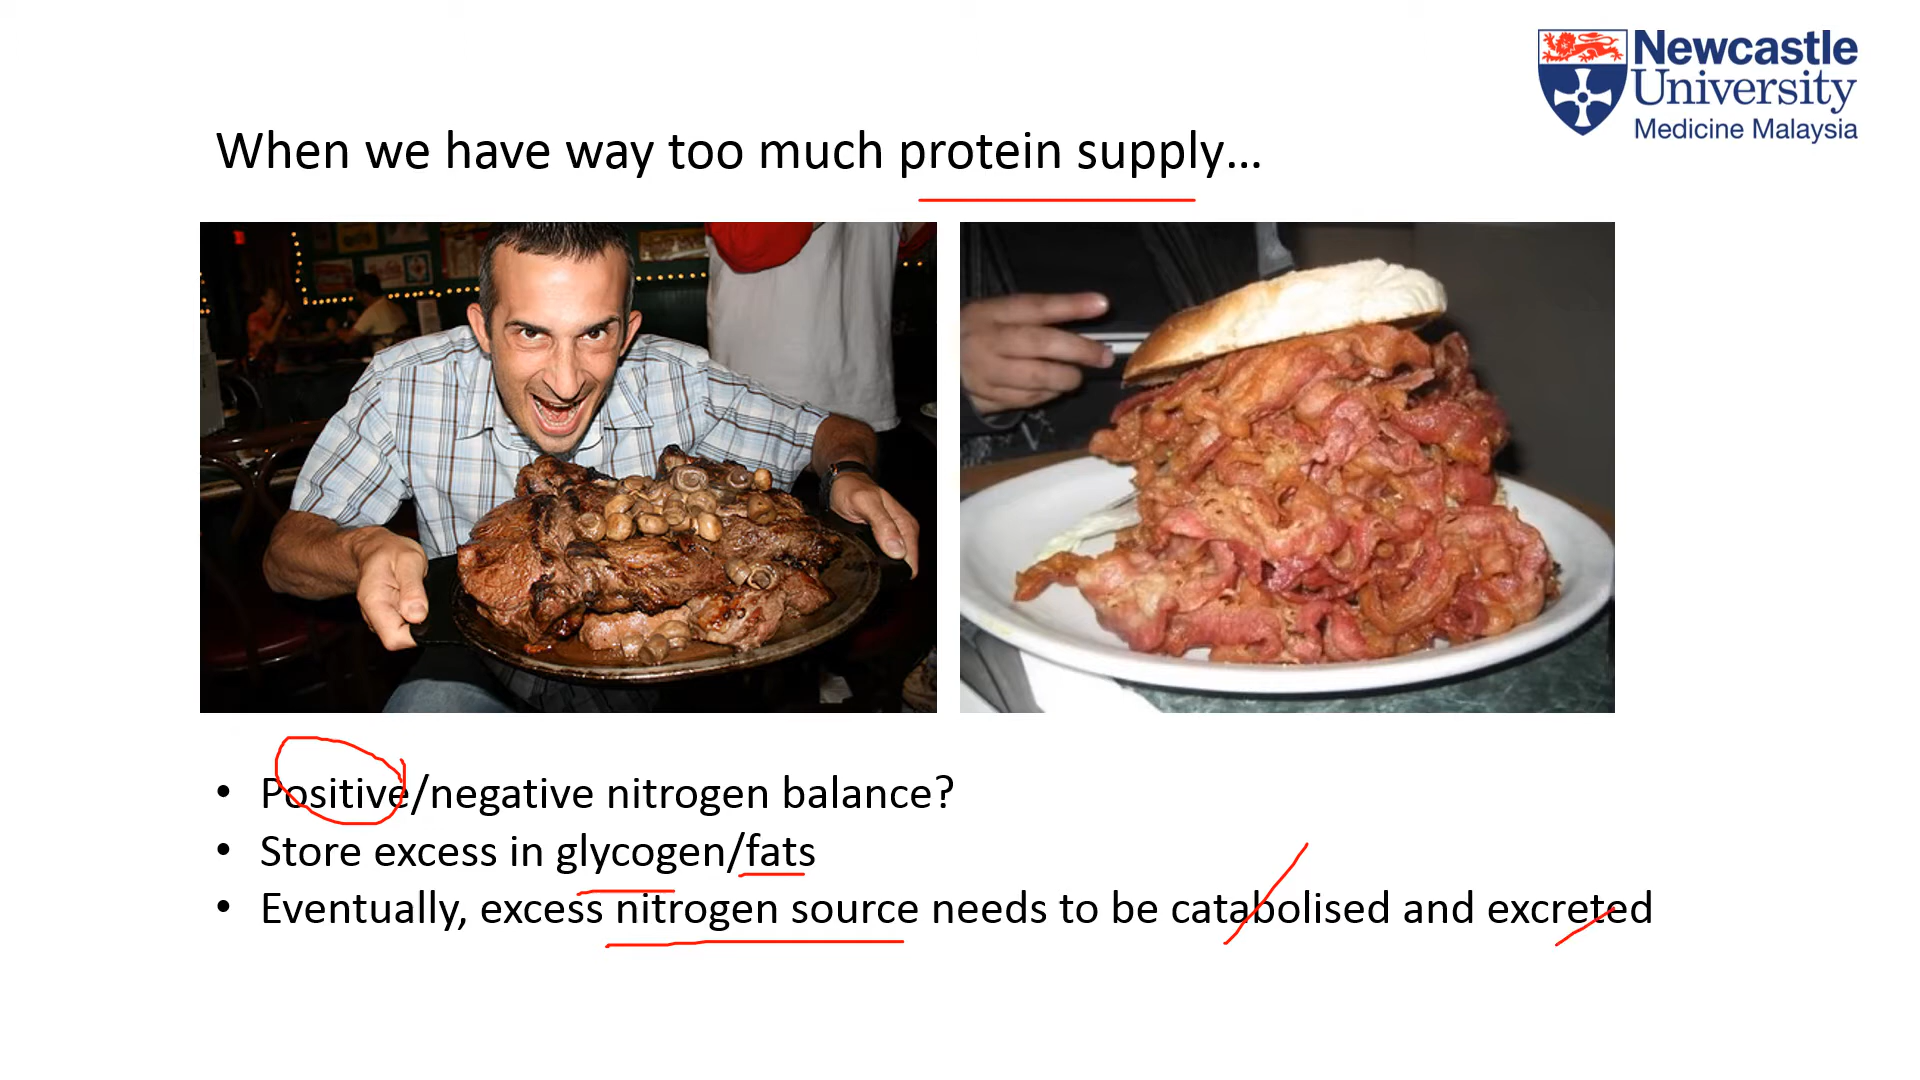 Newcastle
University
Medicine Malaysia
When we have way too much protein supply...
• Positive/negative nitrogen balance?
• Store excess in glycogen/fats
• Eventually, excess nitrogen source needs to be catabolised and excreted